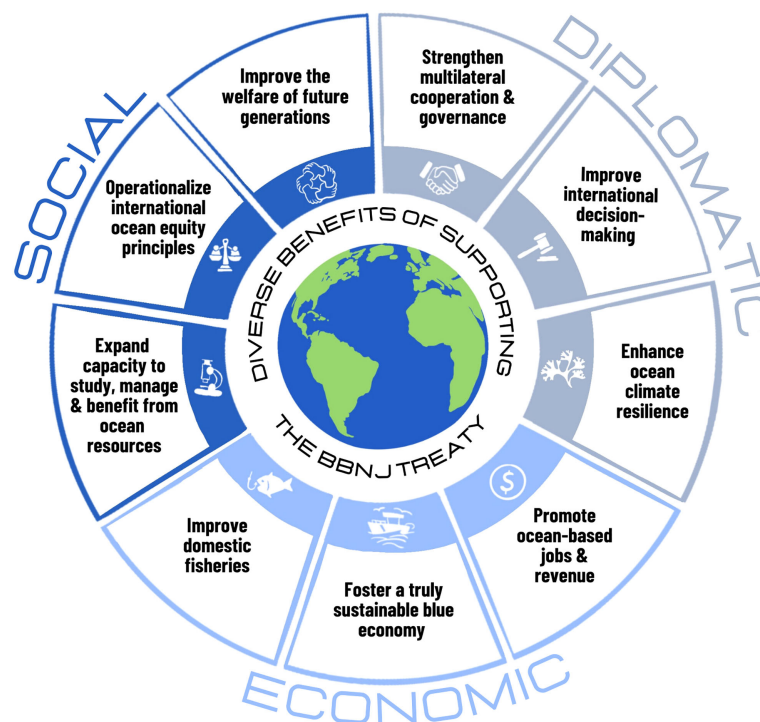 SOCIAL
DIPLOMATIC
ECONOMIC
DIVERSE BENEFITS OF SUPPORTING
THE BBNJ TREATY
Improve the
welfare of future
generations
Strengthen
multilateral
cooperation &
governance
Improve
international
decision-
making
Enhance
ocean
climate
resilience
Promote
ocean-based
jobs &
revenue
Foster a truly
sustainable blue
economy
Improve
domestic
fisheries
Expand
capacity to
study, manage
& benefit from
ocean
resources
Operationalize
international
ocean equity
principles
$